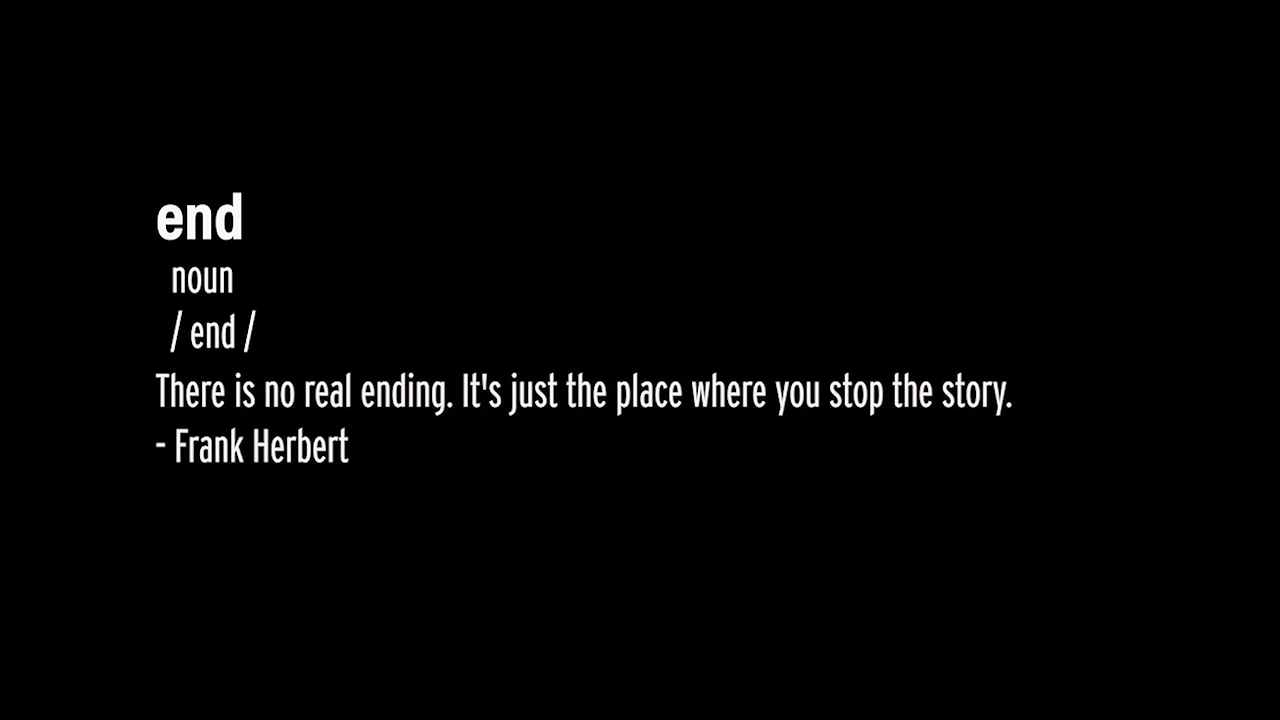 end
noun
/ end /
There is no real ending. It's just the place where you stop the story.
- Frank Herbert